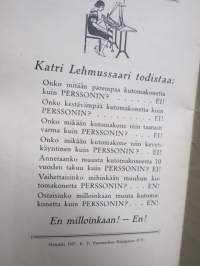 Katri Lehmussaari todistaa:
Onko mitään parempaa kutomakonetta
kuin PERSSONIN? . . . . . . . EI!
Onko kestävämpää kutomakonetta kuin
PERSSONIN? . . . . . . . EI!
Onko mikään kutomakone niin taatusti
varma kuin PERSSONIN? . . . EI!
Onko mikään kutomakone niin kevyt-
käyntinen kuin PERSSONIN? . . EI!
Annetaanko muusta kutomakoneesta 10
vuoden takuu kuin PERSSONIN? EI!
Vaihettaisinko mihinkään muuhun ku-
tomakonetta PERSSONIN? . . EN!
Ostaisinko milloinkaan muuta kutoma-
konetta kuin PERSSONIN? . . EN!
En milloinkaan! — En!